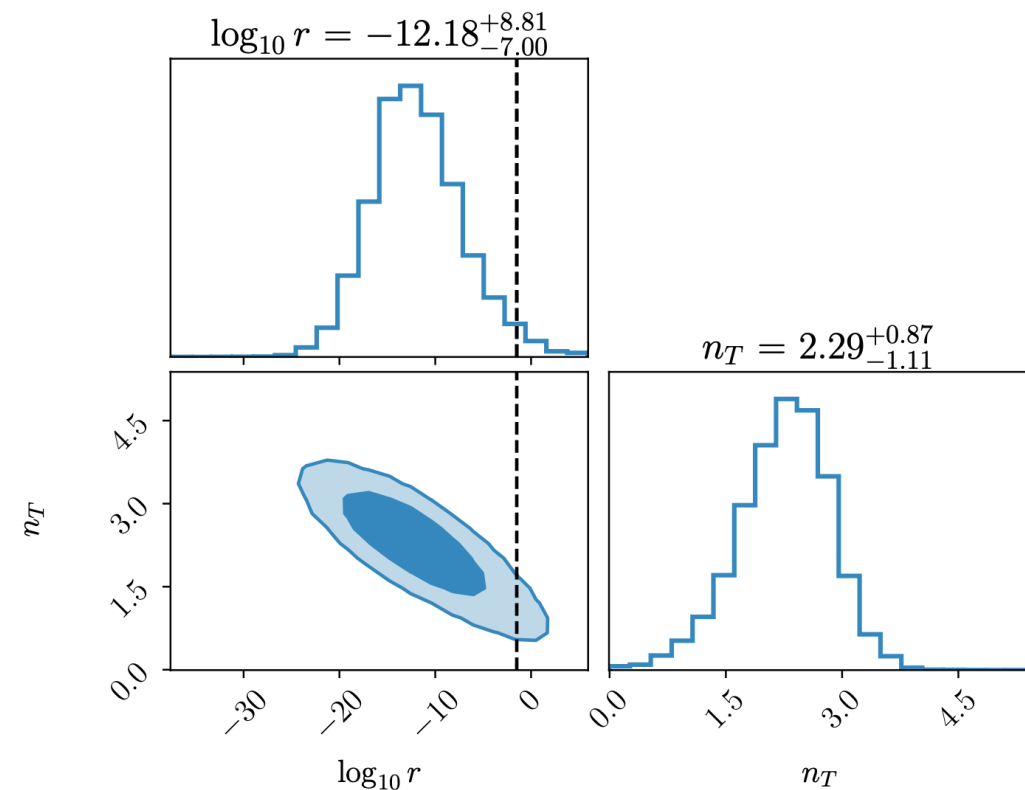 log₁₀ r = −12.18 +8.81 −7.00
n_T = 2.29 +0.87 −1.11
4.5
3.0
1.5
0.0
n_T
−30 −20 −10 0
log₁₀ r
0.0 1.5 3.0 4.5
n_T